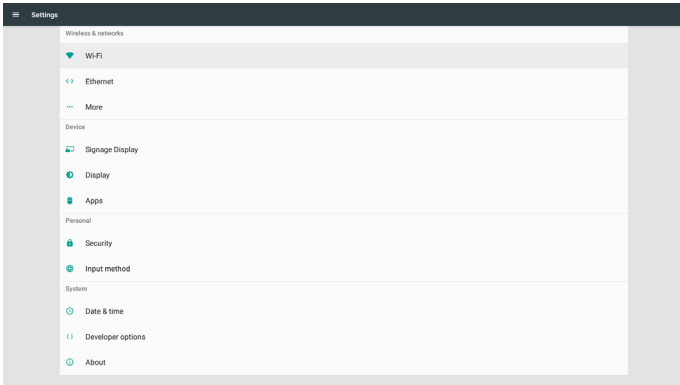 Settings
Wireless & networks
Wi-Fi
Ethernet
More
Device
Signage Display
Display
Apps
Personal
Security
Input method
System
Date & time
Developer options
About